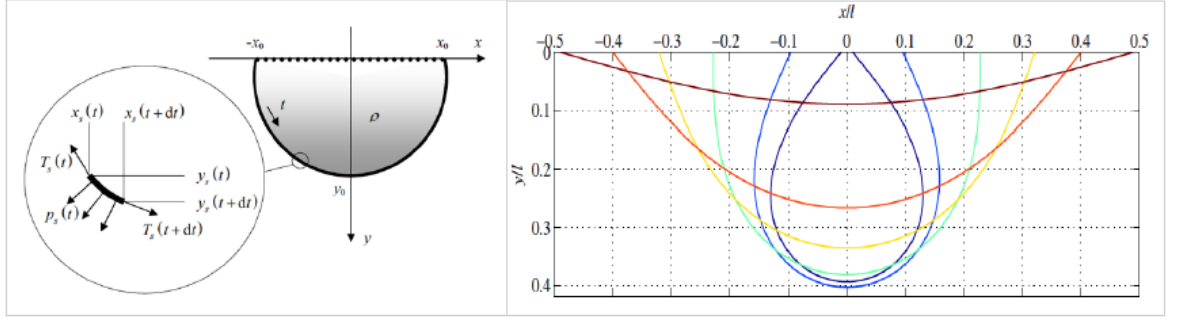 -x₀ x₀ x
xₛ(t) xₛ(t+dt)
t
ρ
Tₛ(t)
yₛ(t)
y₀
yₛ(t+dt)
pₛ(t)
Tₛ(t+dt)
y
x/l
-0.5 -0.4 -0.3 -0.2 -0.1 0 0.1 0.2 0.3 0.4 0.5
0
0.1
0.2
0.3
0.4
y/l